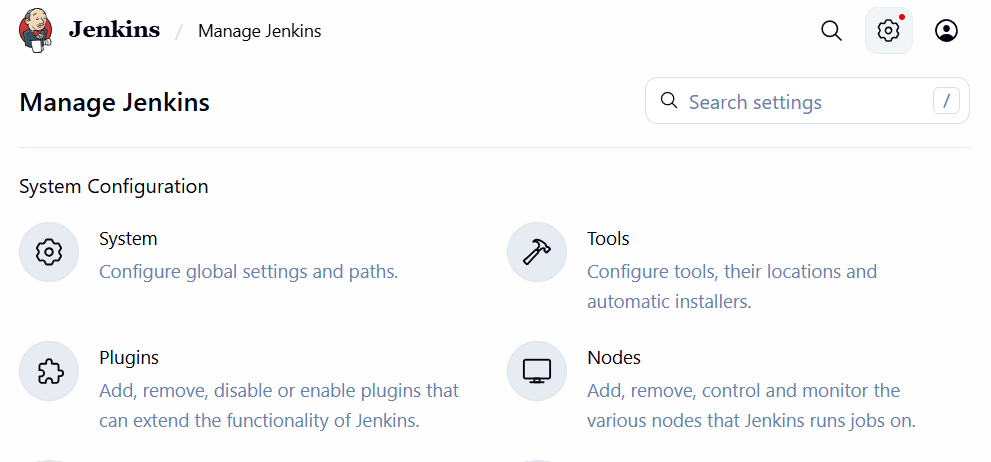 Jenkins / Manage Jenkins
Manage Jenkins
Search settings /
System Configuration
System
Configure global settings and paths.
Tools
Configure tools, their locations and
automatic installers.
Plugins
Add, remove, disable or enable plugins that
can extend the functionality of Jenkins.
Nodes
Add, remove, control and monitor the
various nodes that Jenkins runs jobs on.